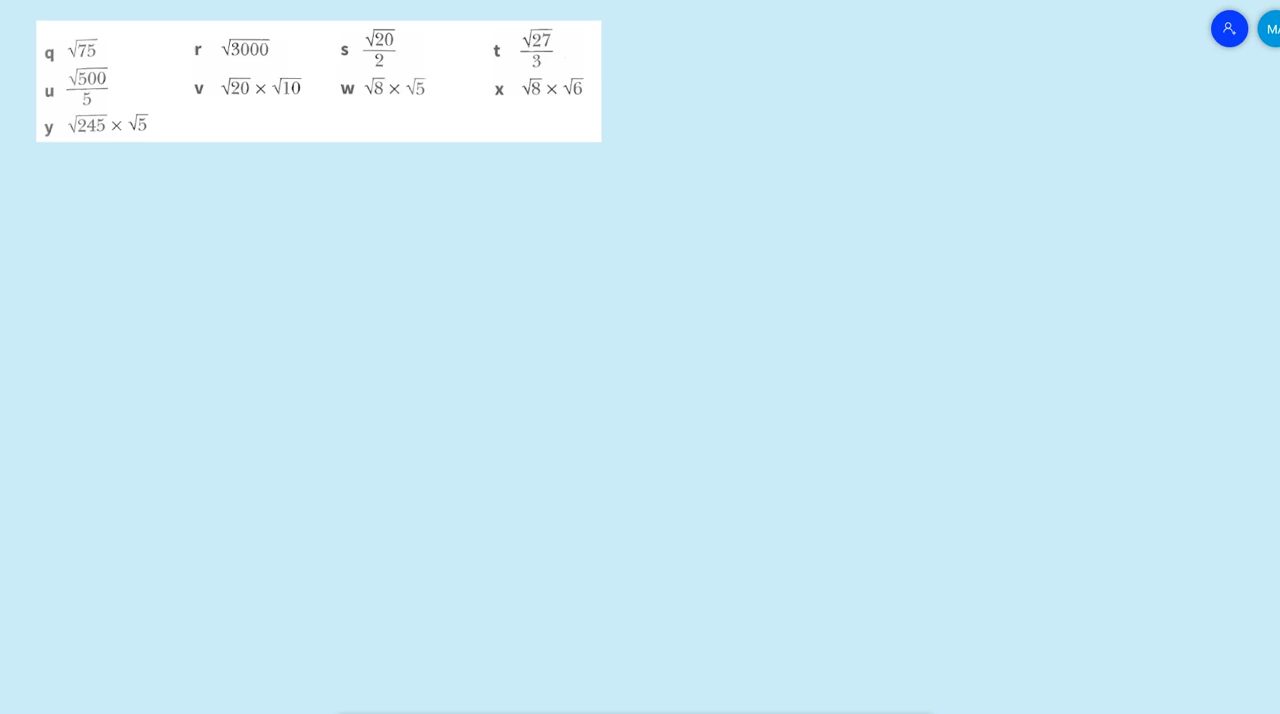 q √75 r √3000 s √20/2 t √27/3
u √500/5 v √20 × √10 w √8 × √5 x √8 × √6
y √245 × √5